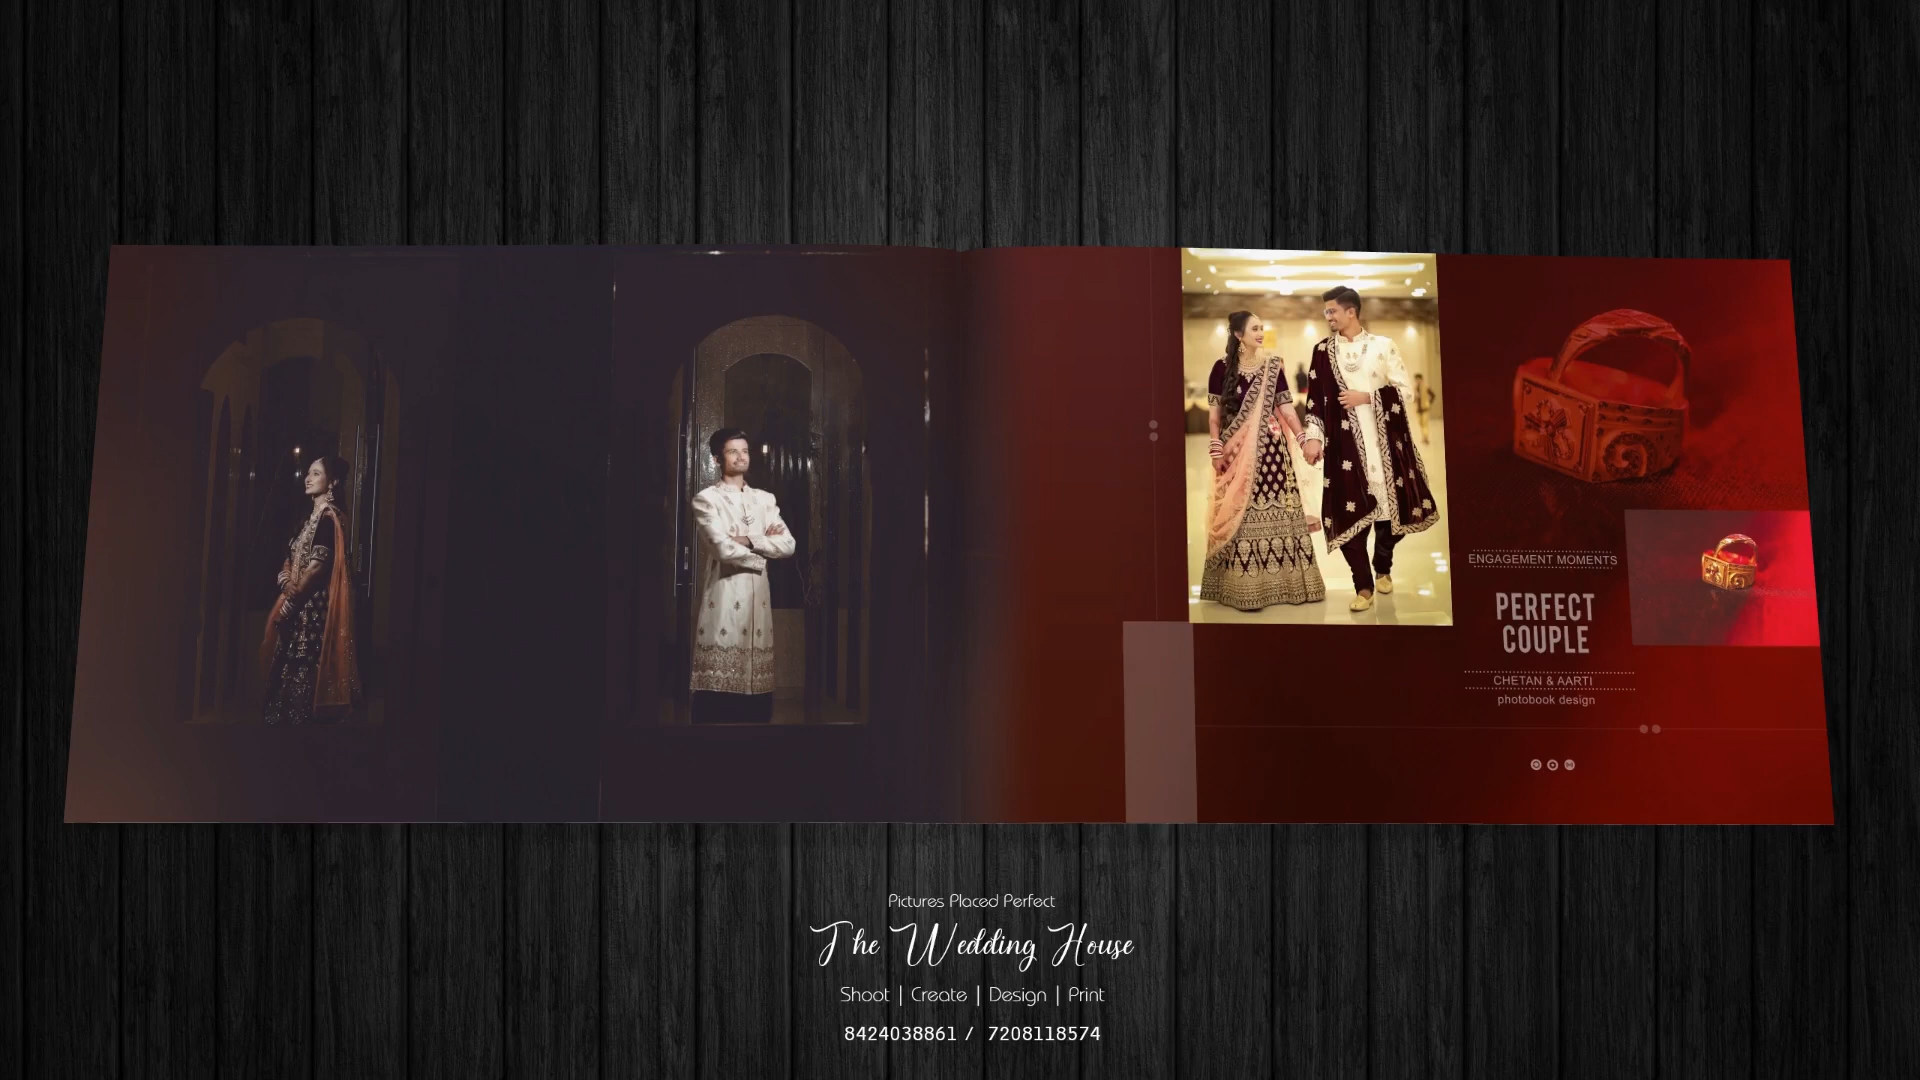 ENGAGEMENT MOMENTS
PERFECT
COUPLE
CHETAN & AARTI
photobook design
Pictures Placed Perfect
The Wedding House
Shoot | Create | Design | Print
8424038861 / 7208118574